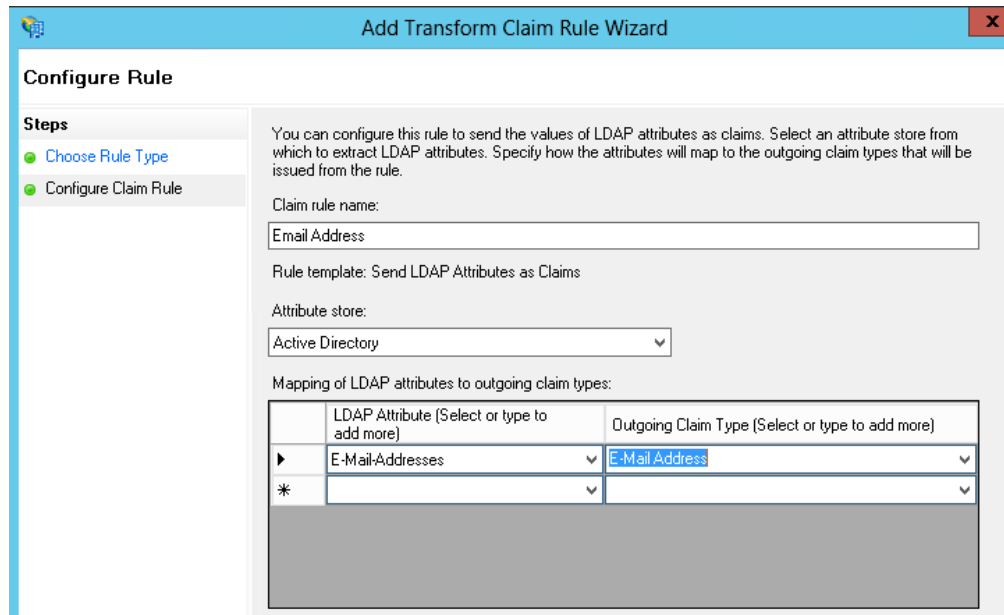 Add Transform Claim Rule Wizard
x
Configure Rule
Steps
Choose Rule Type
Configure Claim Rule
You can configure this rule to send the values of LDAP attributes as claims. Select an attribute store from
which to extract LDAP attributes. Specify how the attributes will map to the outgoing claim types that will be
issued from the rule.
Claim rule name:
Email Address
Rule template: Send LDAP Attributes as Claims
Attribute store:
Active Directory
Mapping of LDAP attributes to outgoing claim types:
LDAP Attribute (Select or type to
add more)
Outgoing Claim Type (Select or type to add more)
E-Mail-Addresses
E-Mail Address